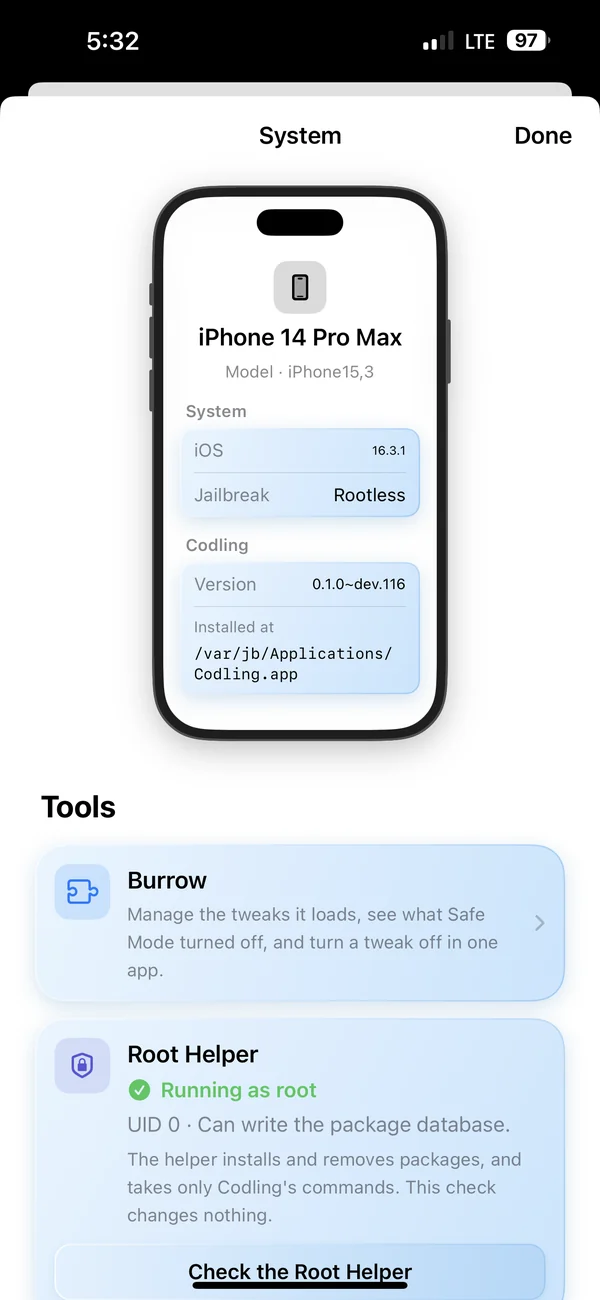 5:32
LTE
97
System
Done
iPhone 14 Pro Max
Model · iPhone15,3
System
iOS
16.3.1
Jailbreak
Rootless
Codling
Version
0.1.0~dev.116
Installed at
/var/jb/Applications/
Codling.app
Tools
Burrow
Manage the tweaks it loads, see what Safe
Mode turned off, and turn a tweak off in one
app.
Root Helper
Running as root
UID 0 · Can write the package database.
The helper installs and removes packages, and
takes only Codling's commands. This check
changes nothing.
Check the Root Helper